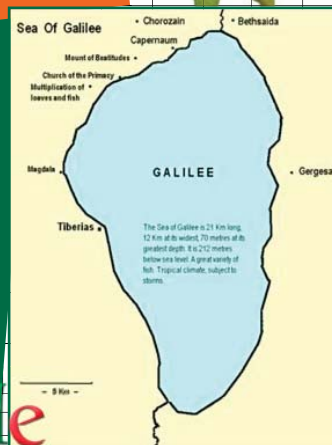 Sea Of Galilee
Chorozain
Bethsaida
Capernaum
Mount of Beatitudes
Church of the Primacy
Multiplication of
loaves and fish
Magdala
GALILEE
Gergesa
Tiberias
The Sea of Galilee is 21 Km long,
12 Km at its widest, 70 metres at its
greatest depth. It is 212 metres
below sea level. A great variety of
fish. Tropical climate, subject to
storms.
e